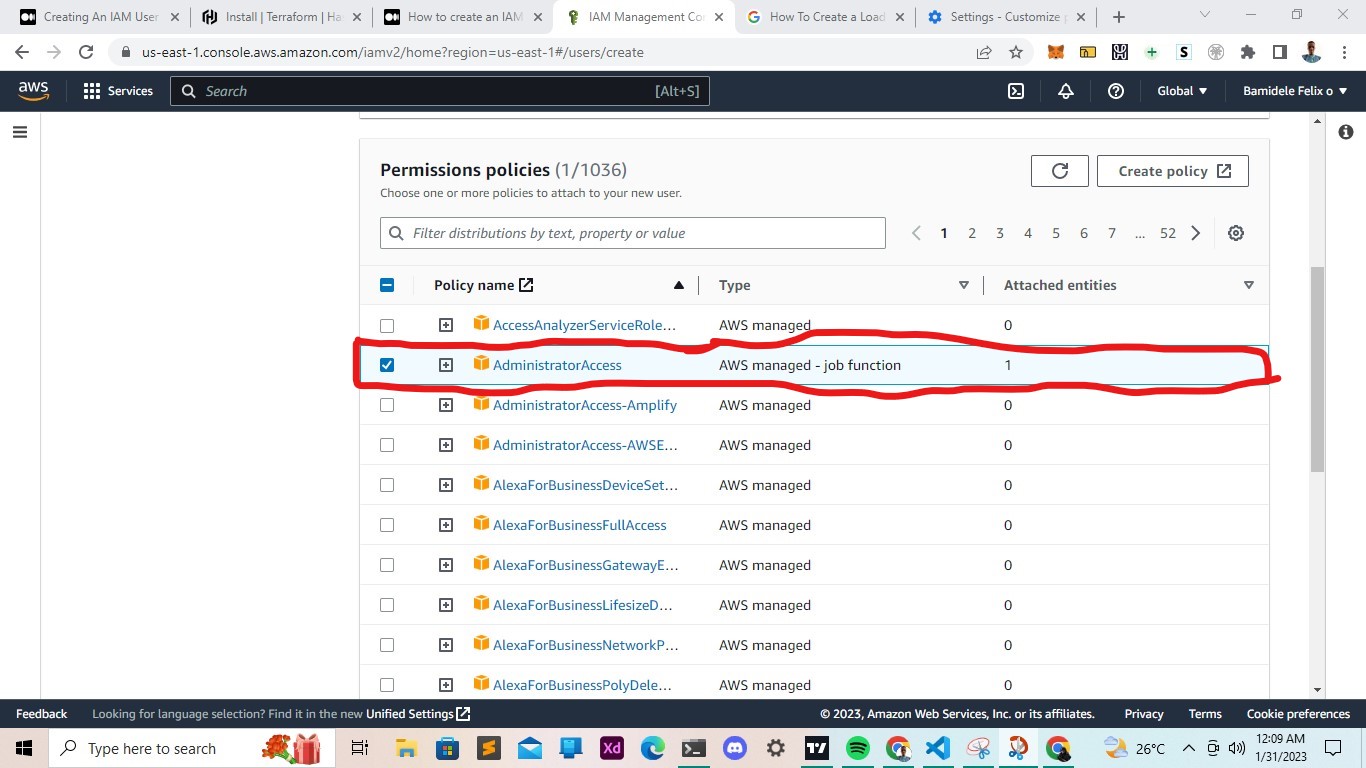 Creating An IAM User
Install | Terraform | Ha
How to create an IAM
IAM Management Co
How To Create a Load
Settings - Customize
us-east-1.console.aws.amazon.com/iamv2/home?region=us-east-1#/users/create
aws
Services
Search
[Alt+S]
Global
Bamidele Felix o
Permissions policies (1/1036)
Choose one or more policies to attach to your new user.
Create policy
Filter distributions by text, property or value
1 2 3 4 5 6 7 ... 52
Policy name Type Attached entities
AccessAnalyzerServiceRole... AWS managed 0
AdministratorAccess AWS managed - job function 1
AdministratorAccess-Amplify AWS managed 0
AdministratorAccess-AWSE... AWS managed 0
AlexaForBusinessDeviceSet... AWS managed 0
AlexaForBusinessFullAccess AWS managed 0
AlexaForBusinessGatewayE... AWS managed 0
AlexaForBusinessLifesizeD... AWS managed 0
AlexaForBusinessNetworkP... AWS managed 0
AlexaForBusinessPolyDele... AWS managed 0
Feedback Looking for language selection? Find it in the new Unified Settings © 2023, Amazon Web Services, Inc. or its affiliates. Privacy Terms Cookie preferences
Type here to search
Xd
26°C
12:09 AM
1/31/2023